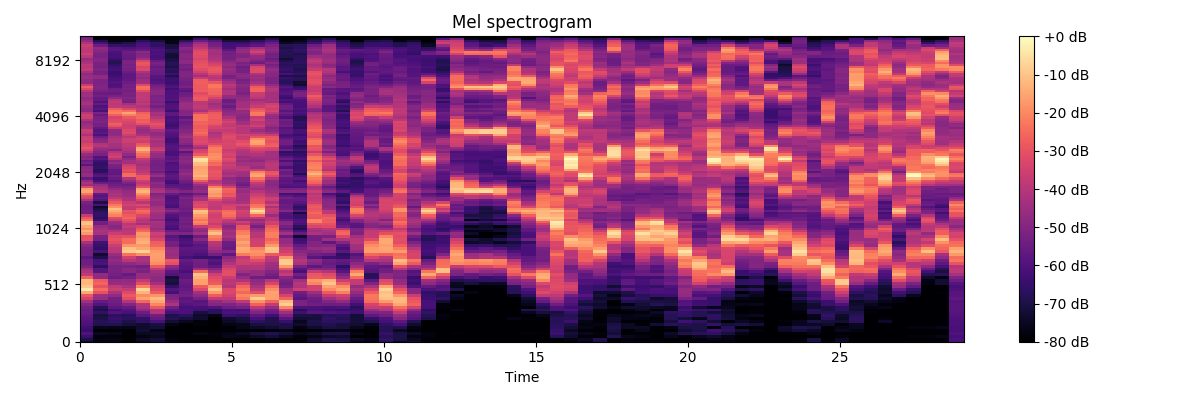 Mel spectrogram
8192
4096
2048
1024
512
0
Hz
0 5 10 15 20 25
Time
+0 dB
-10 dB
-20 dB
-30 dB
-40 dB
-50 dB
-60 dB
-70 dB
-80 dB